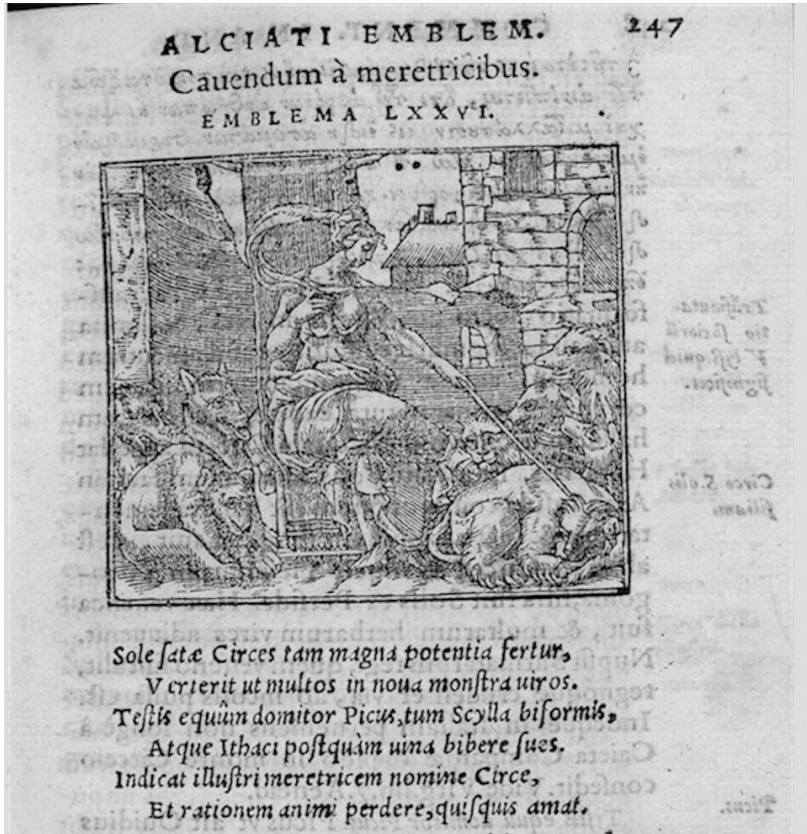 ALCIATI EMBLEM. 247
Cauendum à meretricibus.
EMBLEMA LXXVI.
Sole ſatæ Circes tam magna potentia fertur,
Verterit ut multos in noua monſtra uiros.
Teſtis equûm domitor Picus, tum Scylla biformis,
Atque Ithaci poſtquàm uina bibere ſues.
Indicat illuſtri meretricem nomine Circe,
Et rationem animi perdere, quiſquis amat.